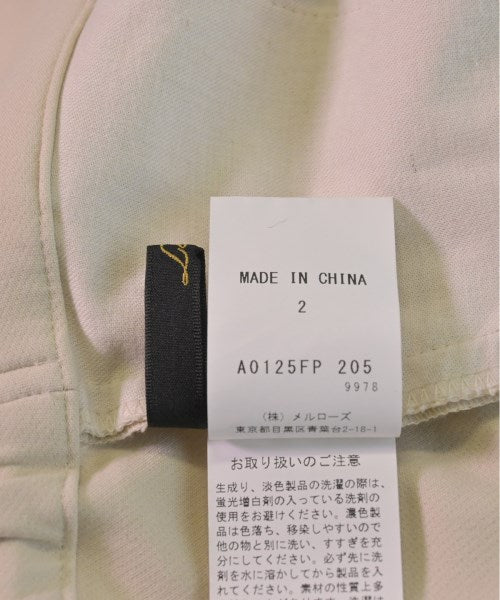 MADE IN CHINA
2
A0125FP 205
9978
(株) メルローズ
東京都目黒区青葉台2-18-1
お取り扱いのご注意
生成り、淡色製品の洗濯の際は、
蛍光増白剤の入っている洗剤の
使用をお避けください。濃色製
品は色落ち、移染しやすいので
他の物と別に洗い、すすぎを充
分にしてください。必ず先に洗
剤を水に溶かしてから製品を入
れてください。素材の性質上多